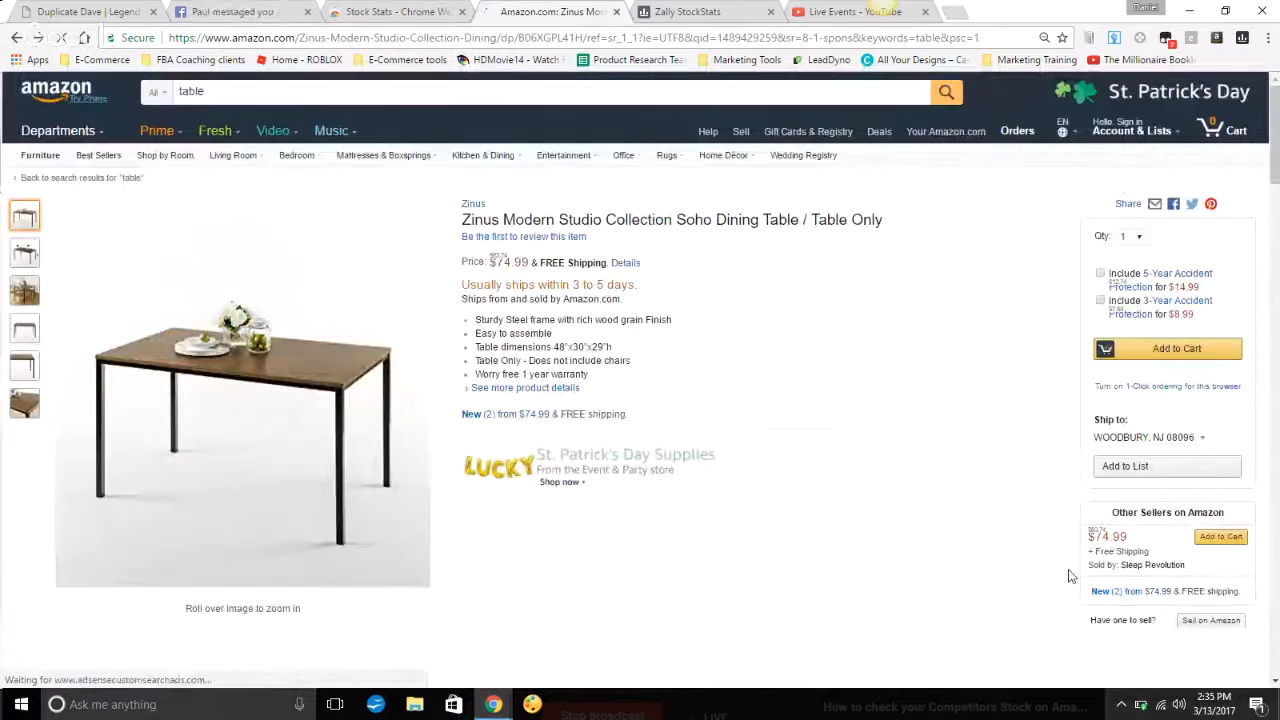 Duplicate Dave | Legend
Paul messaged you
Stock Stats - Chrome W
Amazon.com: Zinus Mod
Zally StockStats
Live Events - YouTube
Daniel
Secure
https://www.amazon.com/Zinus-Modern-Studio-Collection-Dining/dp/B06XGPL41H/ref=sr_1_1?ie=UTF8&qid=1489429259&sr=8-1-spons&keywords=table&psc=1
Apps
E-Commerce
FBA Coaching clients
Home - ROBLOX
E-Commerce tools
HDMovie14 - Watch
Product Research Tea
Marketing Tools
LeadDyno
All Your Designs – Ca
Marketing Training
The Millionaire Book
amazon
Try Prime
All
table
St. Patrick's Day
Departments
Prime
Fresh
Video
Music
Help
Sell
Gift Cards & Registry
Deals
Your Amazon.com
Orders
EN
Hello. Sign in
Account & Lists
0
Cart
Furniture
Best Sellers
Shop by Room
Living Room
Bedroom
Mattresses & Boxsprings
Kitchen & Dining
Entertainment
Office
Rugs
Home Décor
Wedding Registry
‹ Back to search results for "table"
Zinus
Zinus Modern Studio Collection Soho Dining Table / Table Only
Be the first to review this item
Price: $74.99 & FREE Shipping. Details
Usually ships within 3 to 5 days.
Ships from and sold by Amazon.com.
• Sturdy Steel frame with rich wood grain Finish
• Easy to assemble
• Table dimensions 48"x30"x29"h
• Table Only - Does not include chairs
• Worry free 1 year warranty
› See more product details
New (2) from $74.99 & FREE shipping.
LUCKY
St. Patrick's Day Supplies
From the Event & Party store
Shop now
Roll over image to zoom in
Share
Qty: 1
Include 5-Year Accident
Protection for $14.99
Include 3-Year Accident
Protection for $8.99
Add to Cart
Turn on 1-Click ordering for this browser
Ship to:
WOODBURY, NJ 08096
Add to List
Other Sellers on Amazon
$74.99
Add to Cart
+ Free Shipping
Sold by: Sleep Revolution
New (2) from $74.99 & FREE shipping.
Have one to sell?
Sell on Amazon
Waiting for www.adsensecustomsearchads.com...
Ask me anything
Stop broadcast
LIVE
How to check your Competitors Stock on Ama...
2:35 PM
3/13/2017